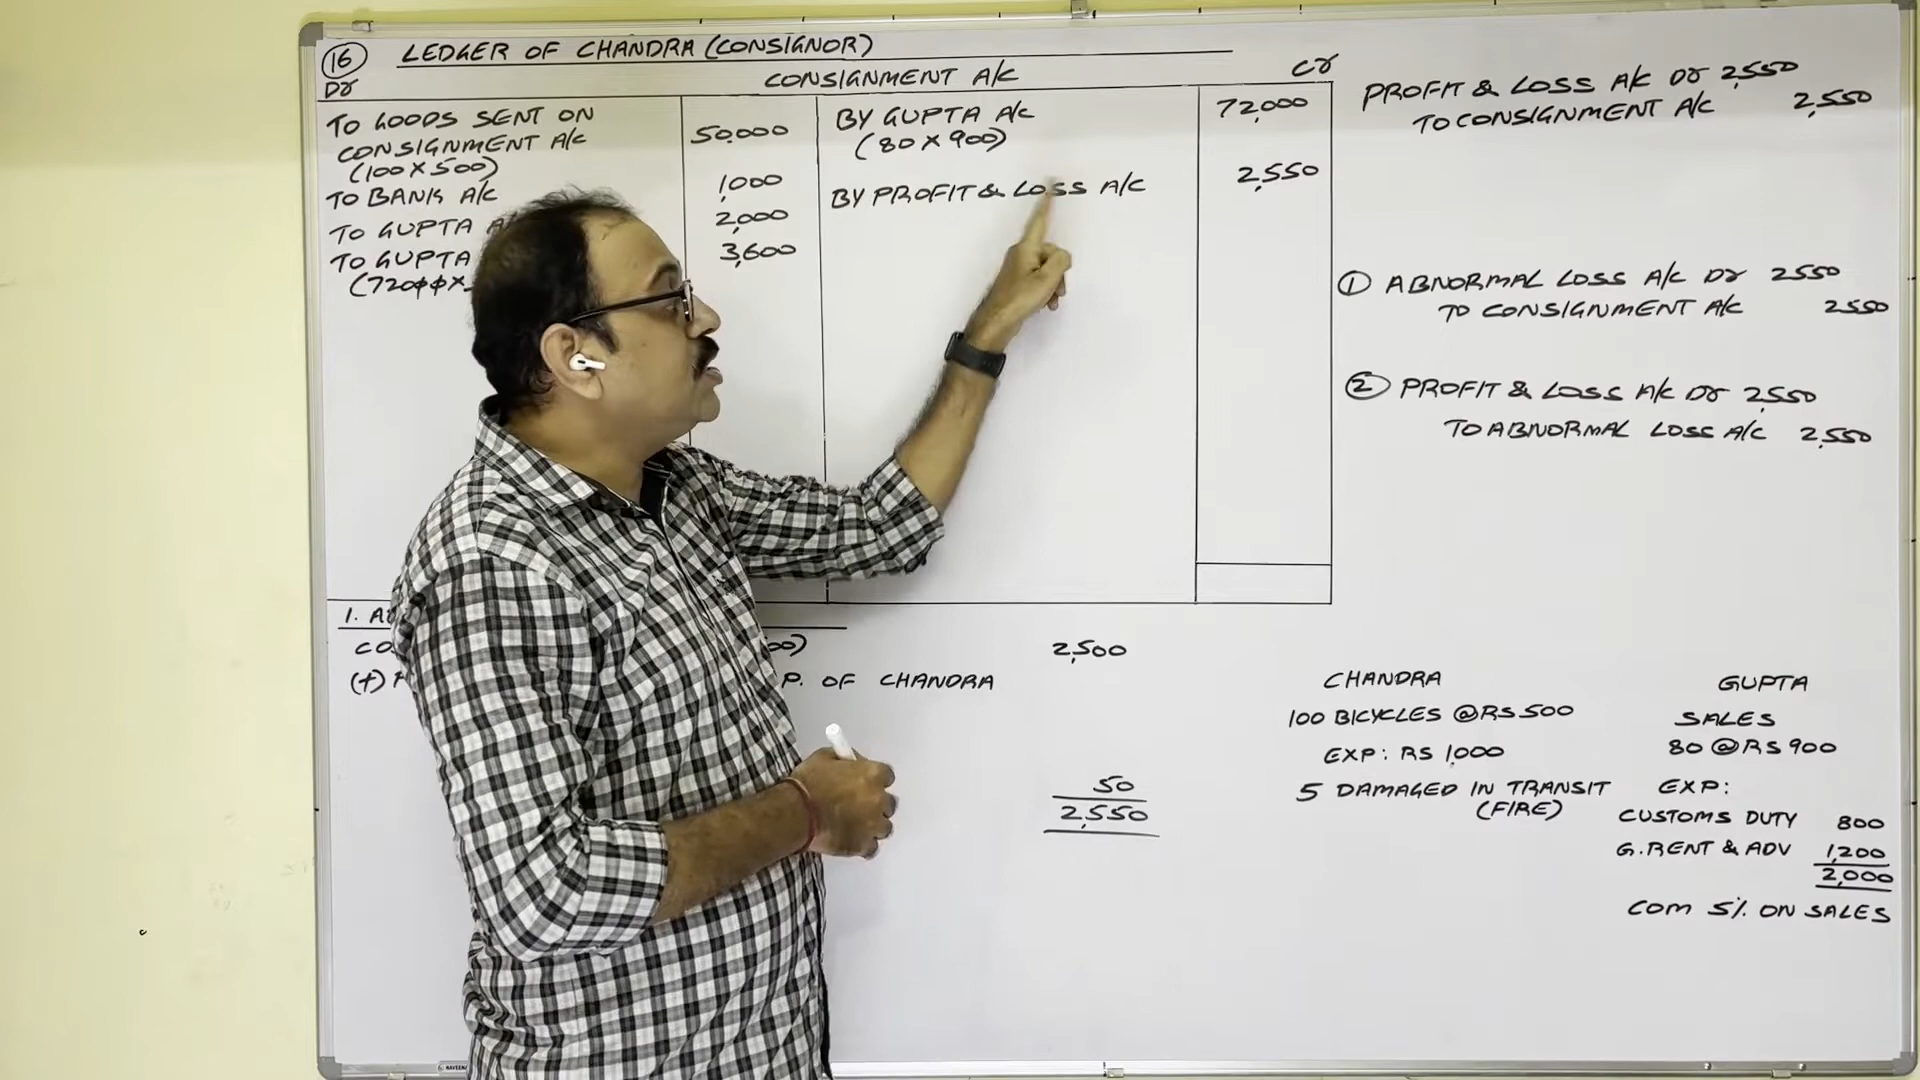 16 LEDGER OF CHANDRA (CONSIGNOR)
Dr CONSIGNMENT A/C Cr
TO GOODS SENT ON
CONSIGNMENT A/C 50,000
(100 X 500)
TO BANK A/C 1,000
TO GUPTA 2,000
TO GUPTA 3,600
BY GUPTA A/C 72,000
(80 X 900)
BY PROFIT & LOSS A/C 2,550
PROFIT & LOSS A/C Dr 2,550
TO CONSIGNMENT A/C 2,550
① ABNORMAL LOSS A/C Dr 2550
TO CONSIGNMENT A/C 2550
② PROFIT & LOSS A/C Dr 2,550
TO ABNORMAL LOSS A/C 2,550
1.
2,500
(+) P. OF CHANDRA
50
2,550
CHANDRA
100 BICYCLES @RS 500
EXP: RS 1,000
5 DAMAGED IN TRANSIT
(FIRE)
GUPTA
SALES
80 @RS 900
EXP:
CUSTOMS DUTY 800
G.RENT & ADV 1,200
2,000
COM 5% ON SALES